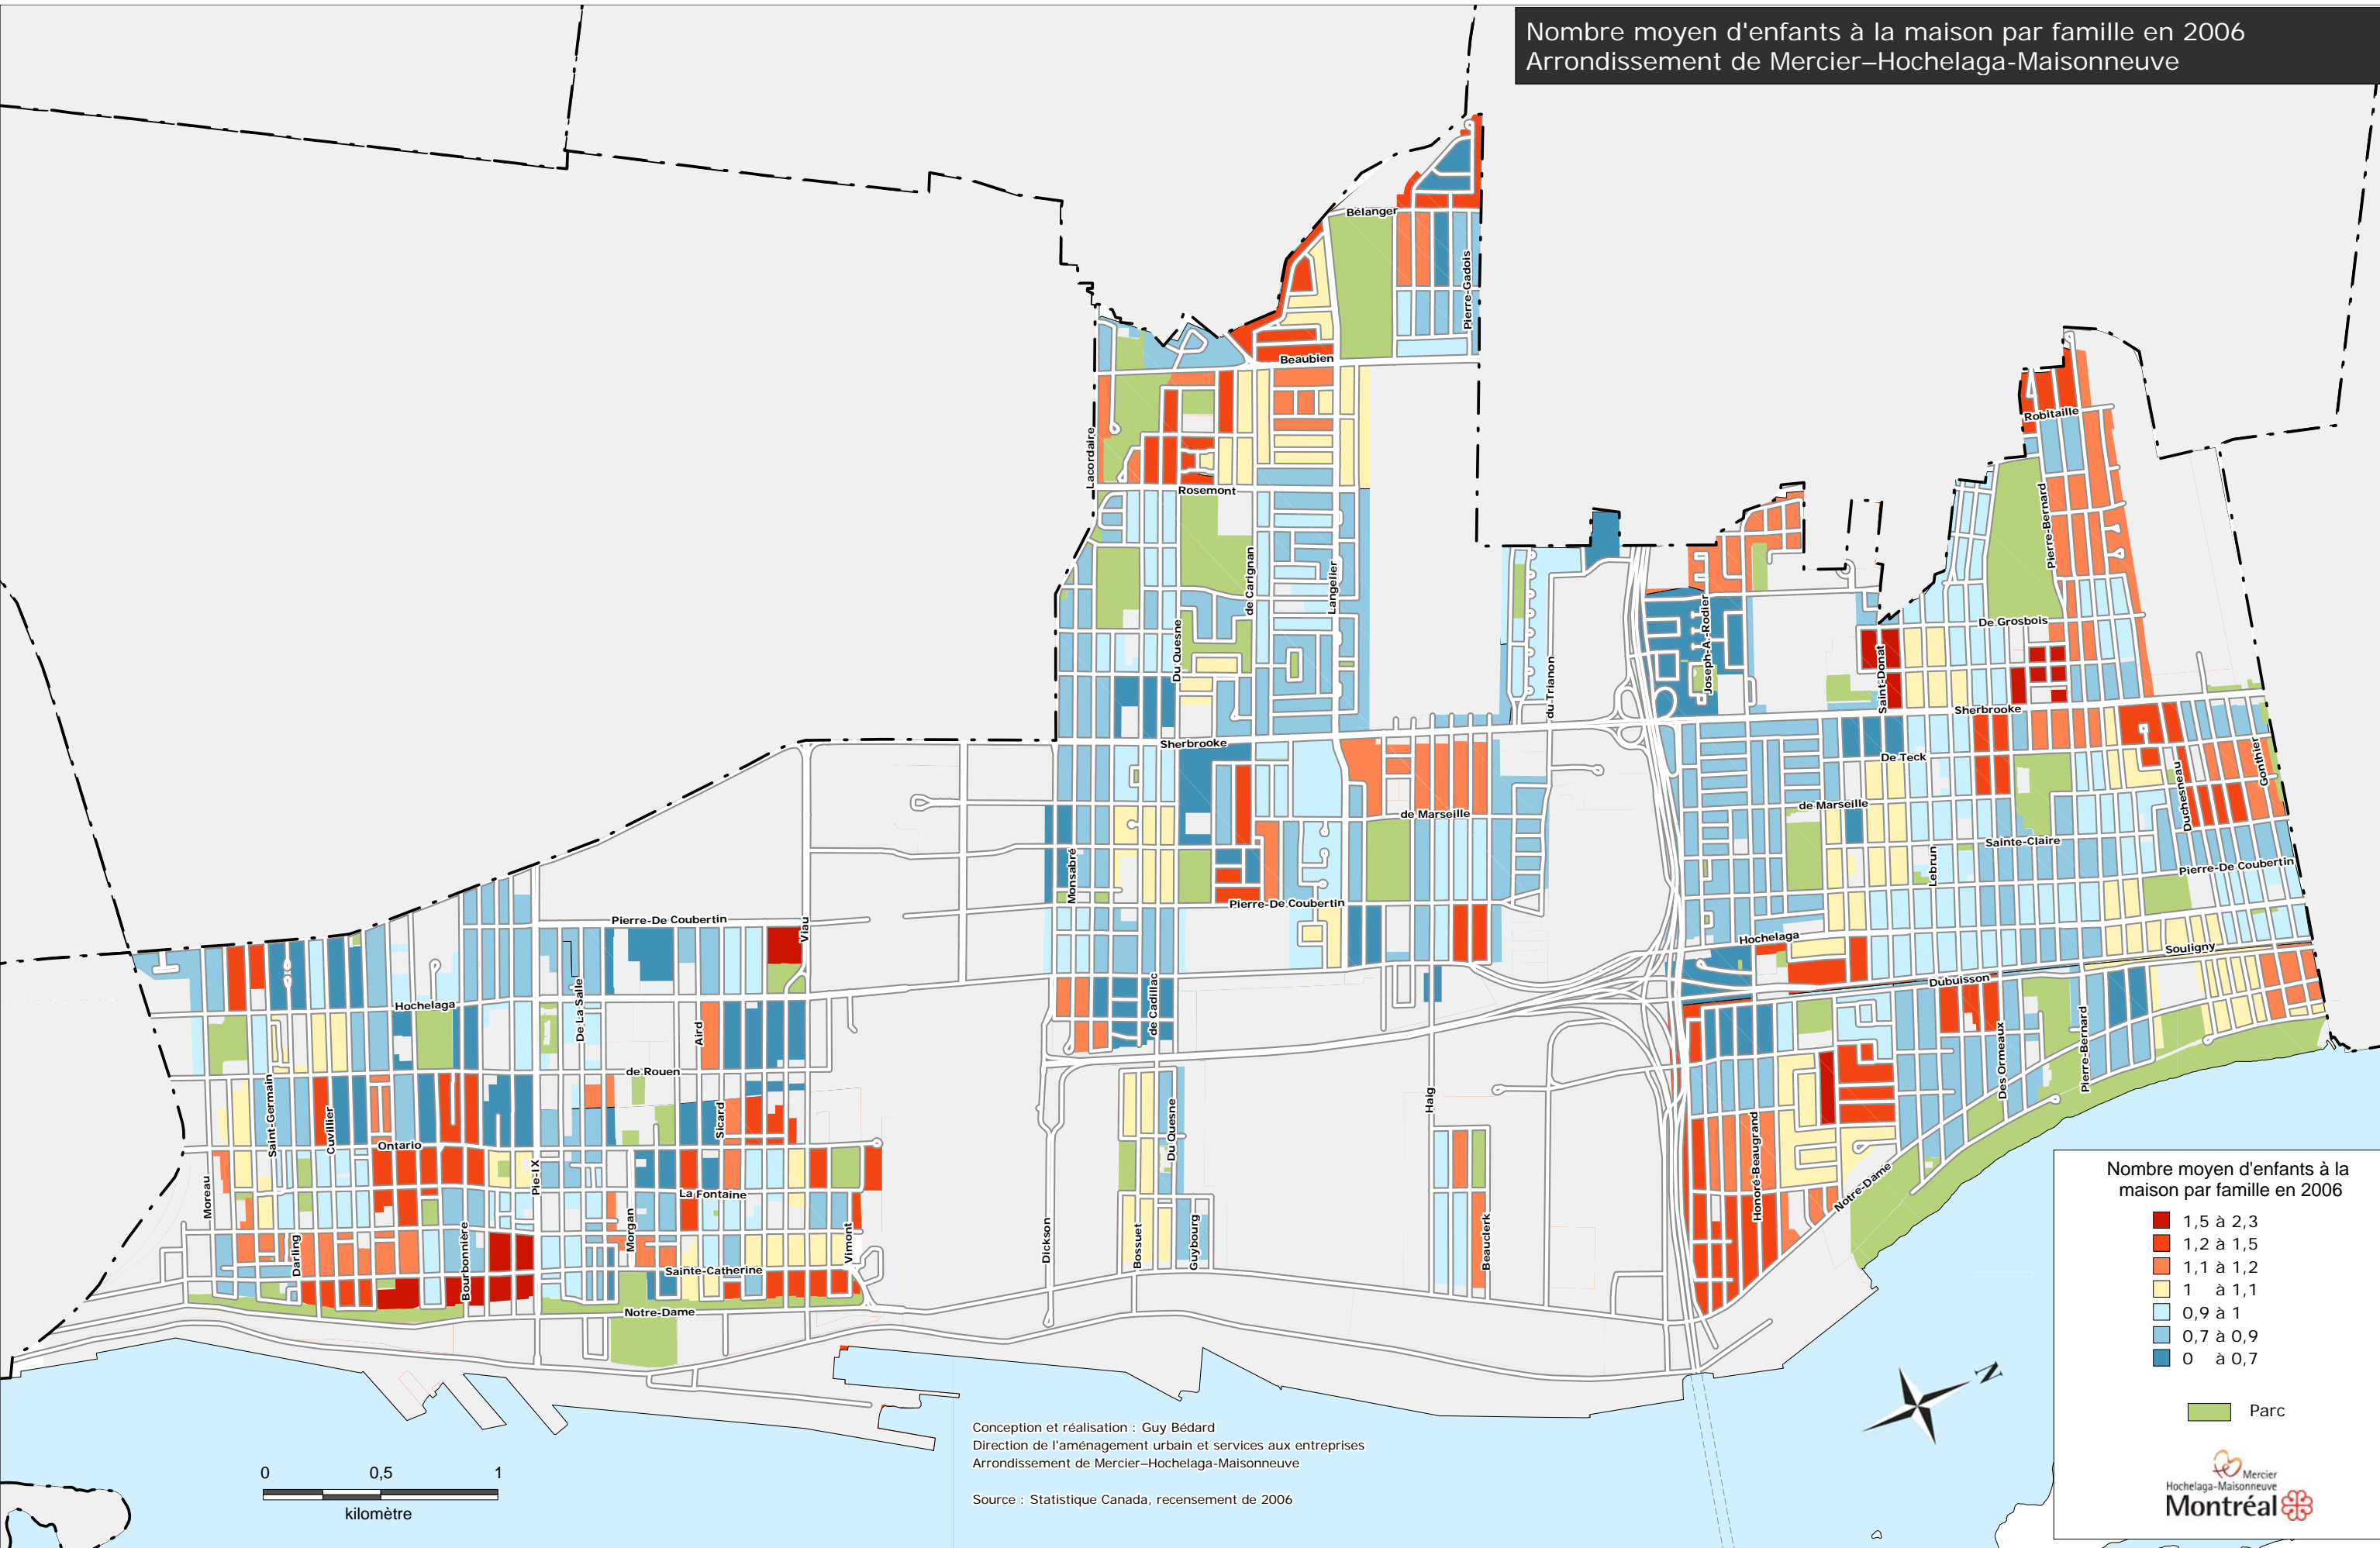 Nombre moyen d'enfants à la maison par famille en 2006
Arrondissement de Mercier–Hochelaga-Maisonneuve
Bélanger
Pierre-Gadois
Beaubien
Lacordaire
Rosemont
Robitaille
Pierre-Bernard
de Carignan
Langelier
Du Quesne
De Grosbois
Joseph-A.-Rodier
Saint-Donat
du Trianon
Sherbrooke
Sherbrooke
De Teck
Gonthier
Duchesneau
de Marseille
de Marseille
Sainte-Claire
Monsabré
Lebrun
Pierre-De Coubertin
Pierre-De Coubertin
Pierre-De Coubertin
Viau
Hochelaga
Souligny
Dubuisson
Hochelaga
De La Salle
de Cadillac
Aird
Des Ormeaux
Pierre-Bernard
de Rouen
Saint-Germain
Cuvillier
Sicard
Du Quesne
Haig
Honoré-Beaugrand
Ontario
Pie-IX
Moreau
La Fontaine
Notre-Dame
Darling
Bourbonnière
Morgan
Vimont
Dickson
Bossuet
Guybourg
Beauclerk
Sainte-Catherine
Notre-Dame
Nombre moyen d'enfants à la
maison par famille en 2006
1,5 à 2,3
1,2 à 1,5
1,1 à 1,2
1 à 1,1
0,9 à 1
0,7 à 0,9
0 à 0,7
Parc
N
Conception et réalisation : Guy Bédard
Direction de l'aménagement urbain et services aux entreprises
Arrondissement de Mercier–Hochelaga-Maisonneuve
Source : Statistique Canada, recensement de 2006
0 0,5 1
kilomètre
Mercier
Hochelaga-Maisonneuve
Montréal